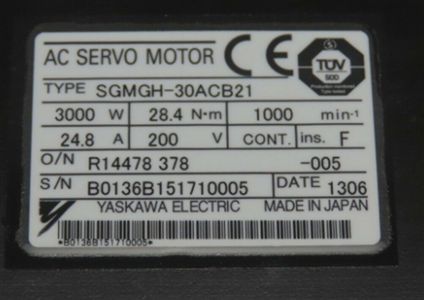 AC SERVO MOTOR CE TÜV
TYPE SGMGH-30ACB21
3000 W 28.4 N·m 1000 min-1
24.8 A 200 V CONT. ins. F
O/N R14478 378 -005
S/N B0136B151710005 DATE 1306
YASKAWA ELECTRIC MADE IN JAPAN
*B0136B151710005*